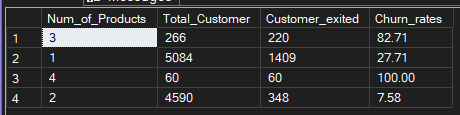 Num_of_Products Total_Customer Customer_exited Churn_rates
1 3 266 220 82.71
2 1 5084 1409 27.71
3 4 60 60 100.00
4 2 4590 348 7.58